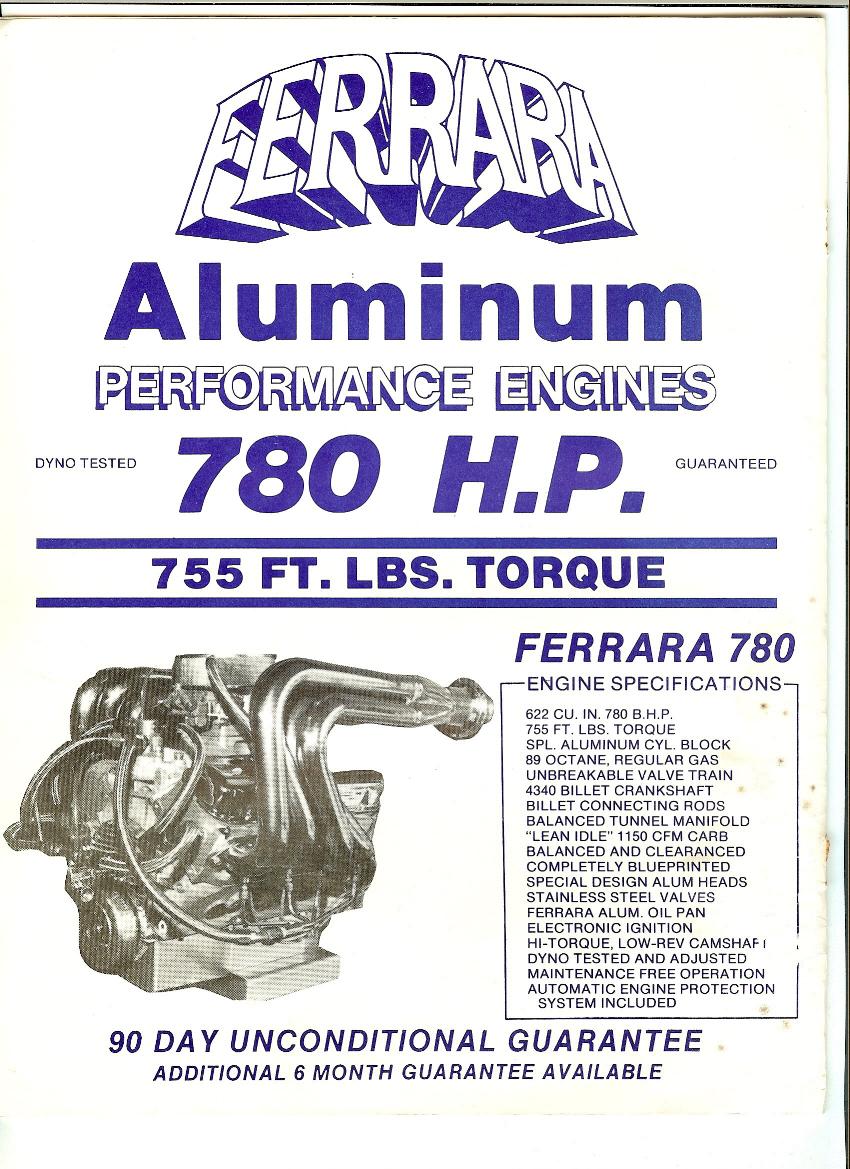 FERRARA
Aluminum
PERFORMANCE ENGINES
DYNO TESTED 780 H.P. GUARANTEED
755 FT. LBS. TORQUE
FERRARA 780
ENGINE SPECIFICATIONS
622 CU. IN. 780 B.H.P.
755 FT. LBS. TORQUE
SPL. ALUMINUM CYL. BLOCK
89 OCTANE, REGULAR GAS
UNBREAKABLE VALVE TRAIN
4340 BILLET CRANKSHAFT
BILLET CONNECTING RODS
BALANCED TUNNEL MANIFOLD
"LEAN IDLE" 1150 CFM CARB
BALANCED AND CLEARANCED
COMPLETELY BLUEPRINTED
SPECIAL DESIGN ALUM HEADS
STAINLESS STEEL VALVES
FERRARA ALUM. OIL PAN
ELECTRONIC IGNITION
HI-TORQUE, LOW-REV CAMSHAFT
DYNO TESTED AND ADJUSTED
MAINTENANCE FREE OPERATION
AUTOMATIC ENGINE PROTECTION
SYSTEM INCLUDED
90 DAY UNCONDITIONAL GUARANTEE
ADDITIONAL 6 MONTH GUARANTEE AVAILABLE